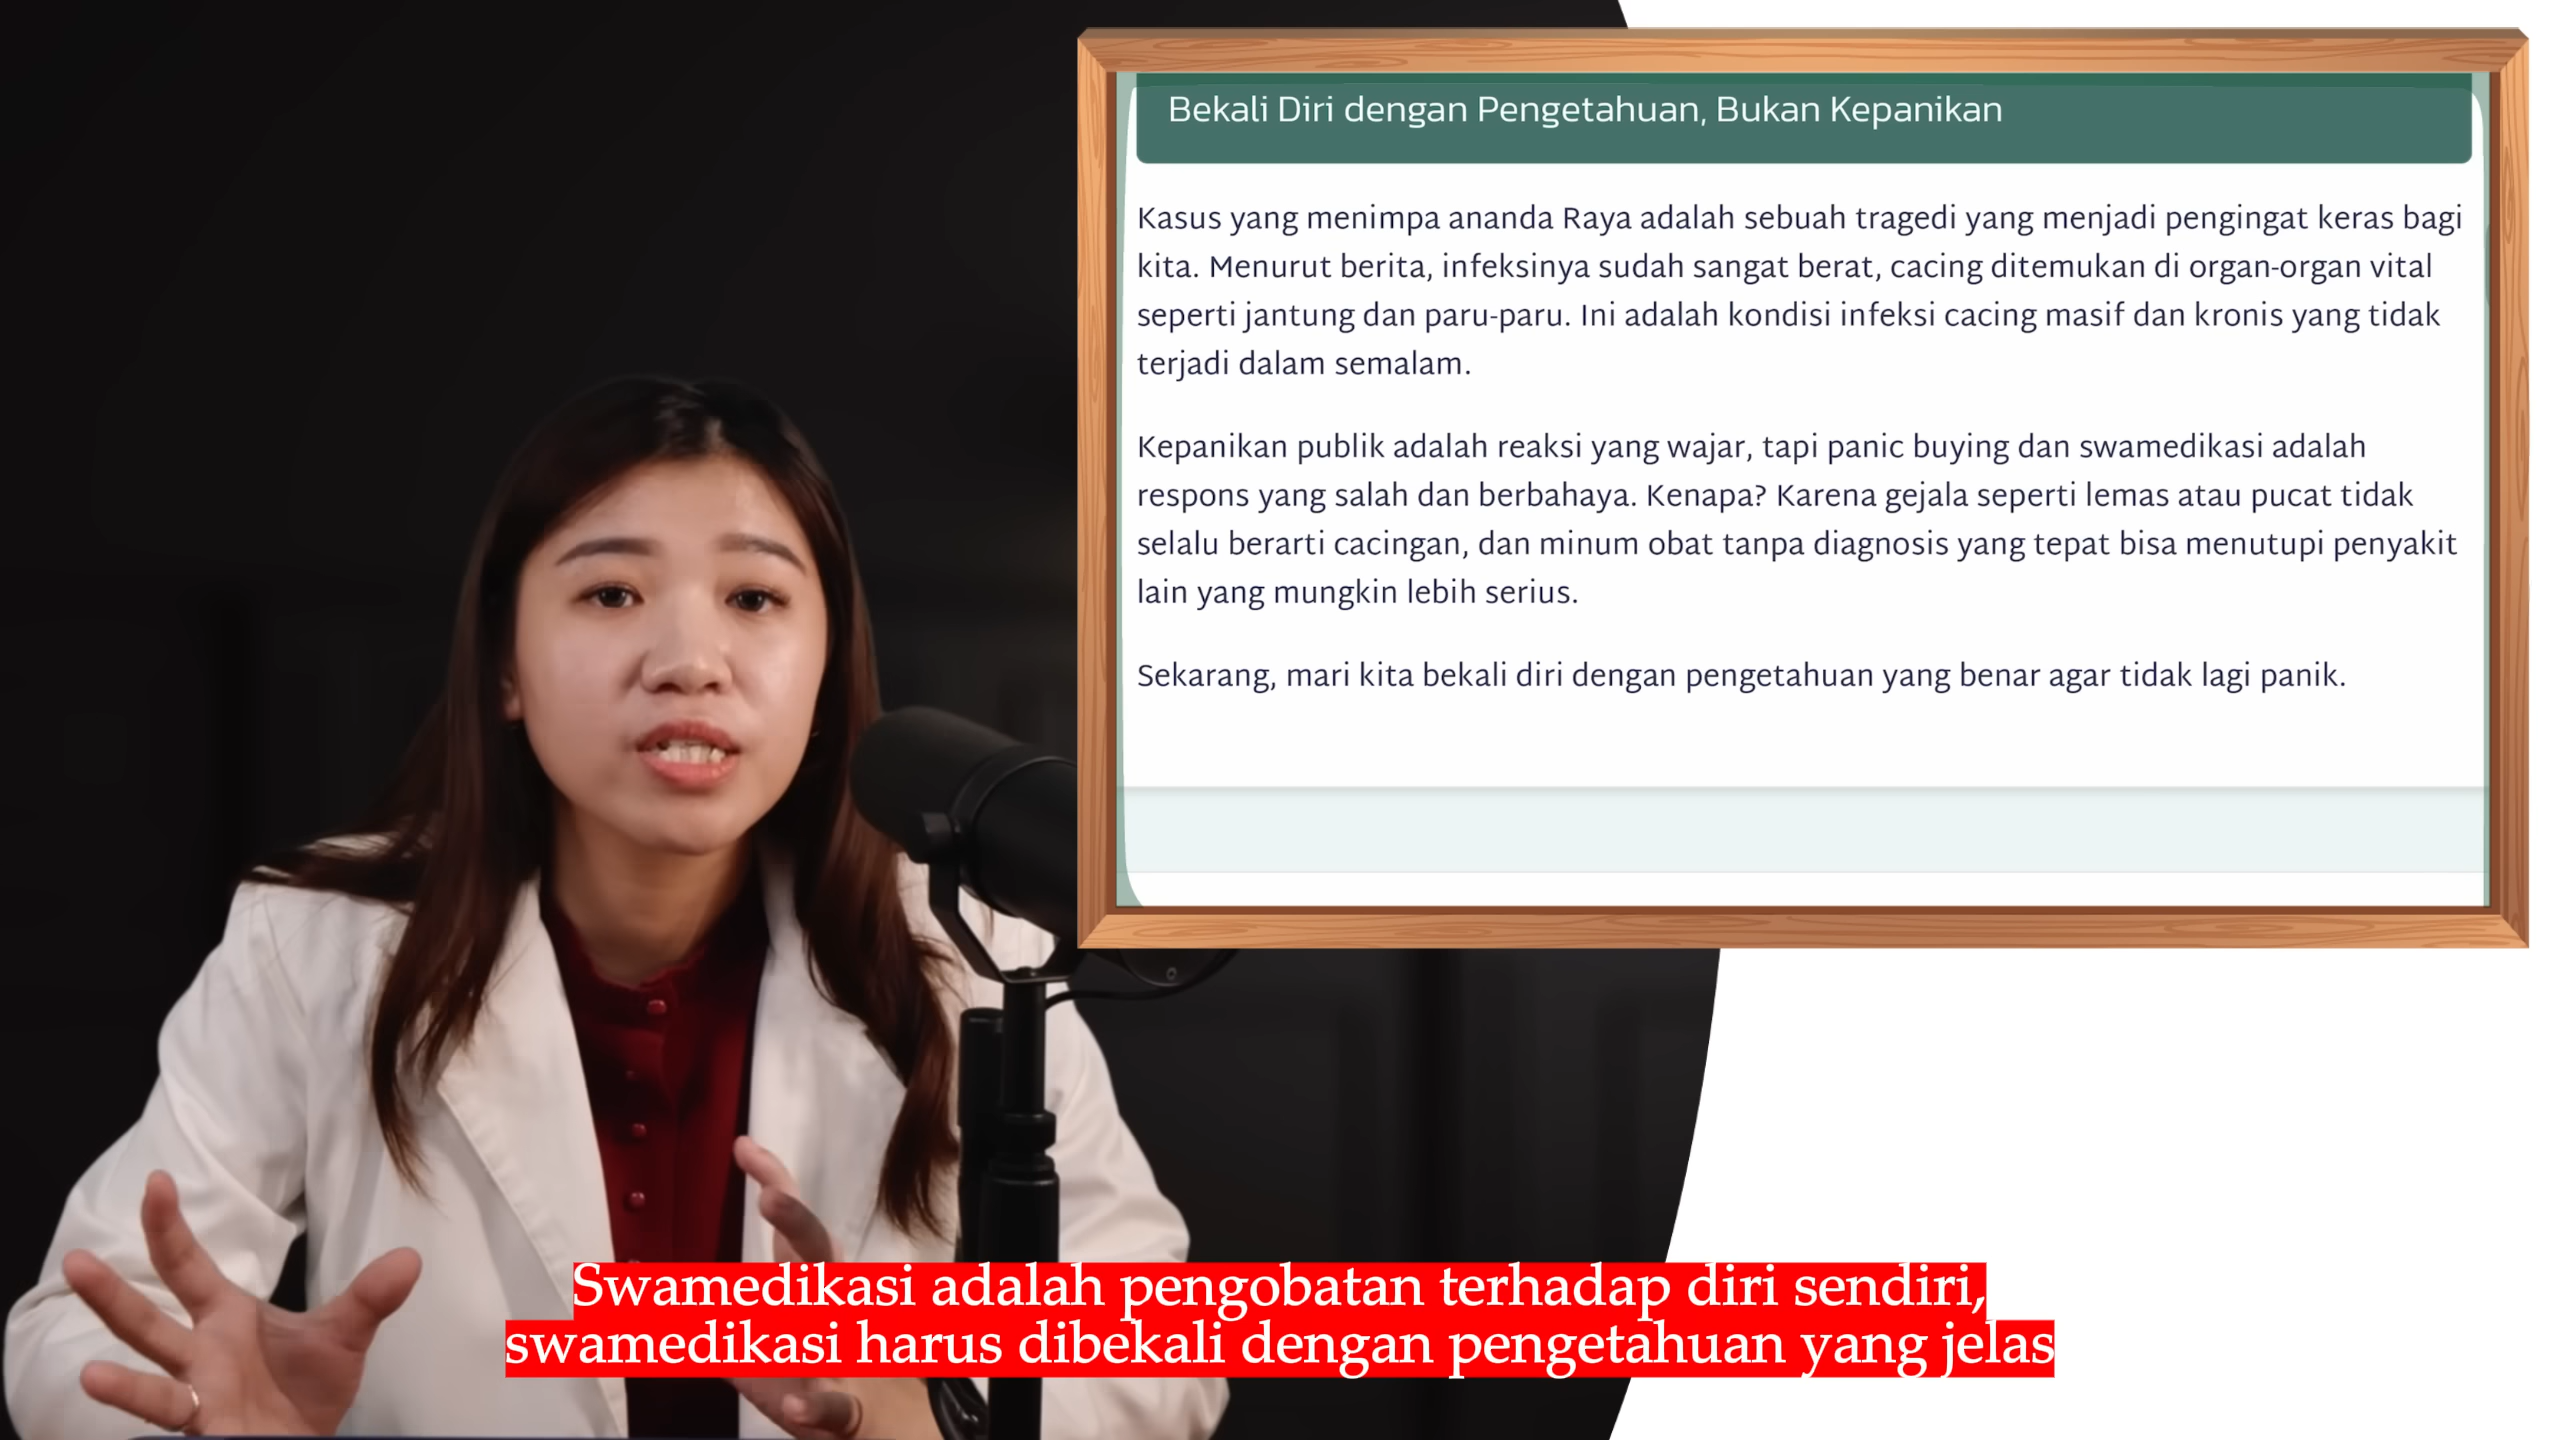 Bekali Diri dengan Pengetahuan, Bukan Kepanikan
Kasus yang menimpa ananda Raya adalah sebuah tragedi yang menjadi pengingat keras bagi
kita. Menurut berita, infeksinya sudah sangat berat, cacing ditemukan di organ-organ vital
seperti jantung dan paru-paru. Ini adalah kondisi infeksi cacing masif dan kronis yang tidak
terjadi dalam semalam.
Kepanikan publik adalah reaksi yang wajar, tapi panic buying dan swamedikasi adalah
respons yang salah dan berbahaya. Kenapa? Karena gejala seperti lemas atau pucat tidak
selalu berarti cacingan, dan minum obat tanpa diagnosis yang tepat bisa menutupi penyakit
lain yang mungkin lebih serius.
Sekarang, mari kita bekali diri dengan pengetahuan yang benar agar tidak lagi panik.
Swamedikasi adalah pengobatan terhadap diri sendiri,
swamedikasi harus dibekali dengan pengetahuan yang jelas